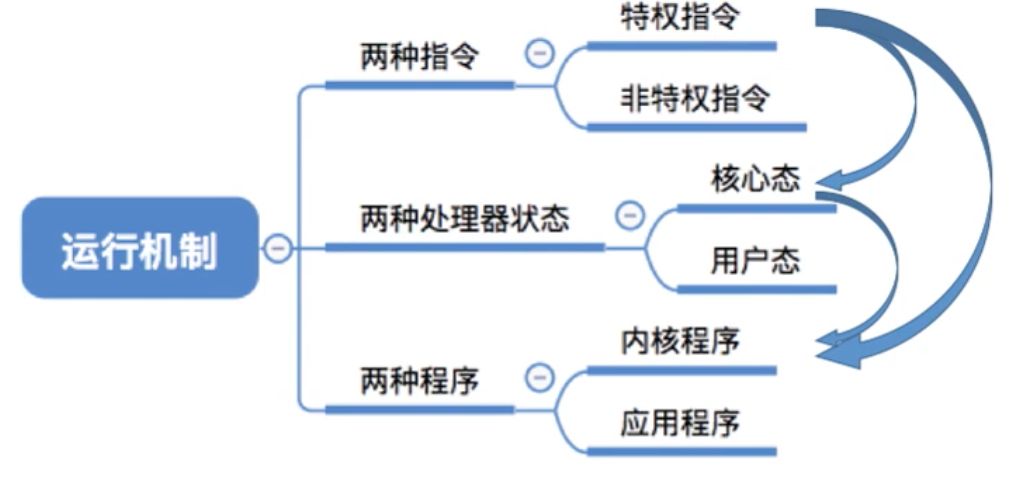 运行机制
两种指令
特权指令
非特权指令
两种处理器状态
核心态
用户态
两种程序
内核程序
应用程序